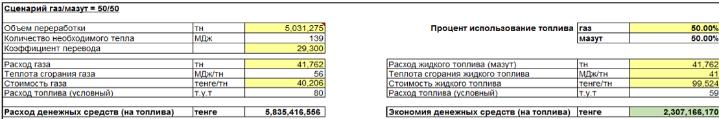 Сценарий газ/мазут = 50/50
Объем переработки тн 5,031,275 Процент использование топлива газ 50.00%
Количество необходимого тепла МДж 139 мазут 50.00%
Коэффициент перевода 29,300
Расход газа тн 41,762 Расход жидкого топлива (мазут) тн 41,762
Теплота сгорания газа МДж/тн 56 Теплота сгорания жидкого топлива МДж/тн 41
Стоимость газа тенге/тн 40,206 Стоимость жидкого топлива тенге/тн 99,524
Расход топлива (условный) т.у.т 80 Расход топлива (условный) т.у.т 59
Расход денежных средств (на топлива) тенге 5,835,416,556 Экономия денежных средств (на топлива) тенге 2,307,166,170